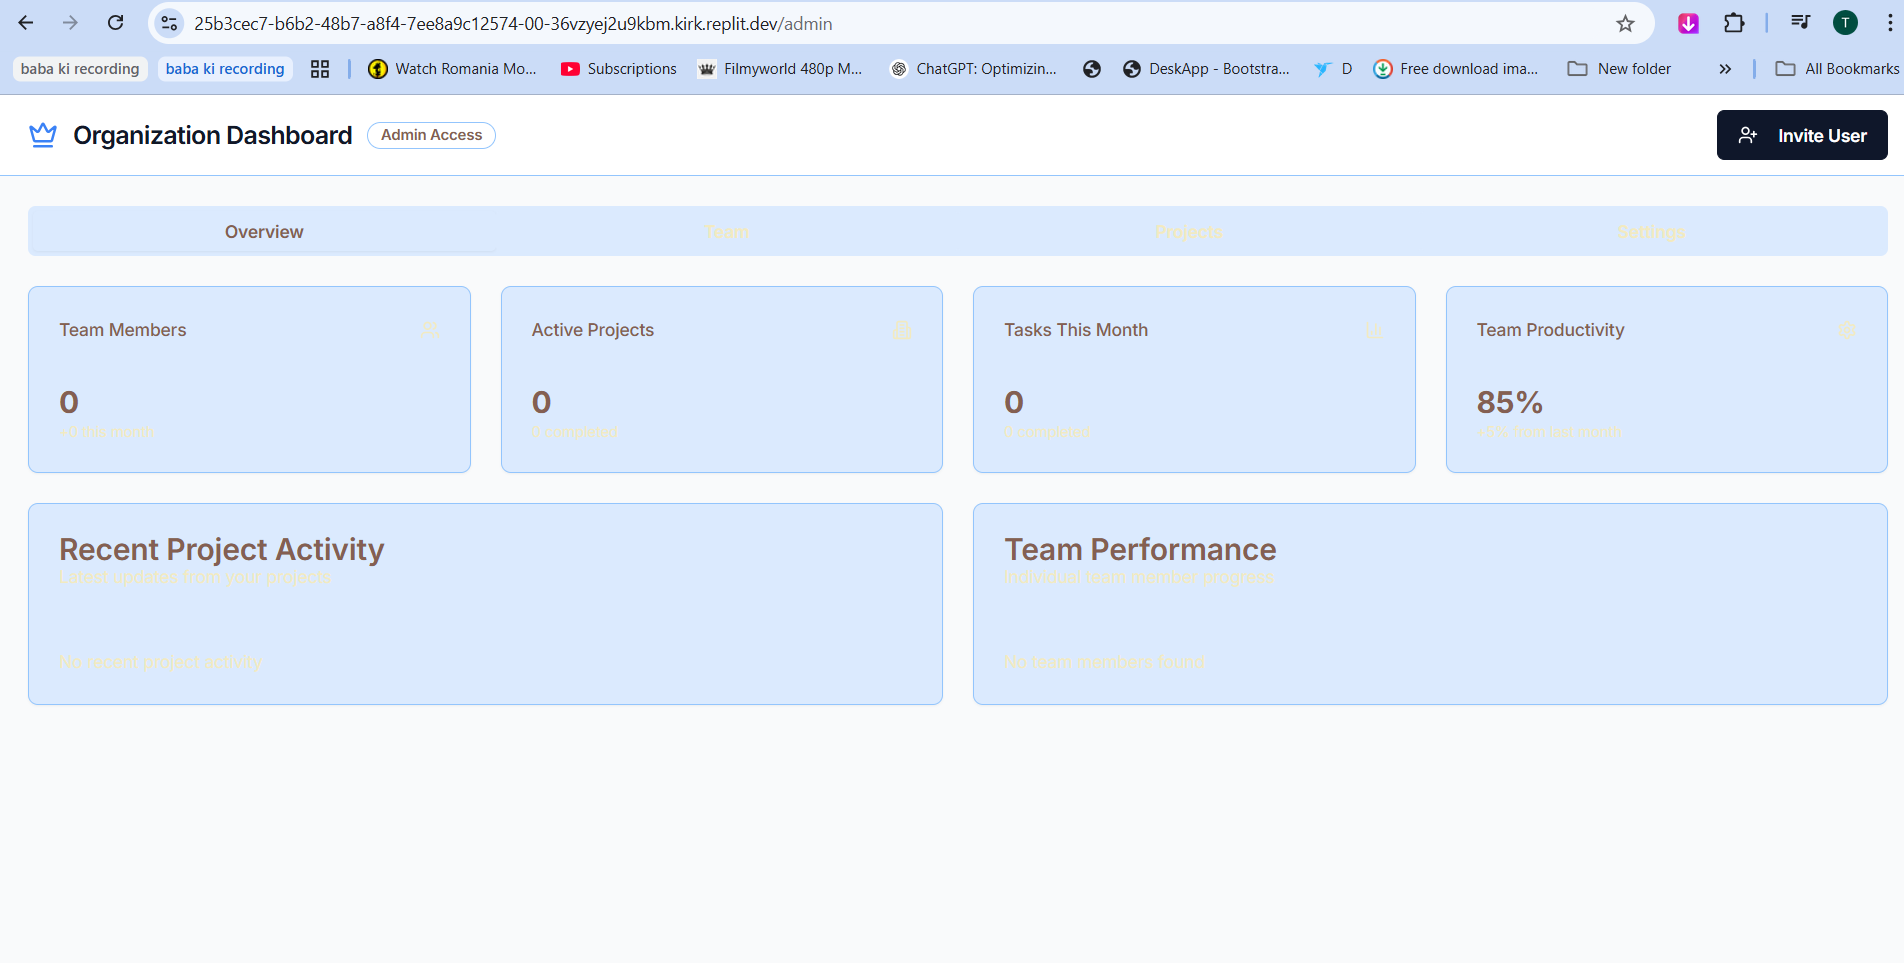 25b3cec7-b6b2-48b7-a8f4-7ee8a9c12574-00-36vzyej2u9kbm.kirk.replit.dev/admin
T
baba ki recording baba ki recording Watch Romania Mo... Subscriptions Filmyworld 480p M... ChatGPT: Optimizin... DeskApp - Bootstra... D Free download ima... New folder » All Bookmarks
Organization Dashboard Admin Access Invite User
Overview Team Projects Settings
Team Members Active Projects Tasks This Month Team Productivity
0 0 0 85%
+0 this month 0 completed 0 completed +5% from last month
Recent Project Activity Team Performance
Latest updates from your projects Individual team member progress
No recent project activity No team members found